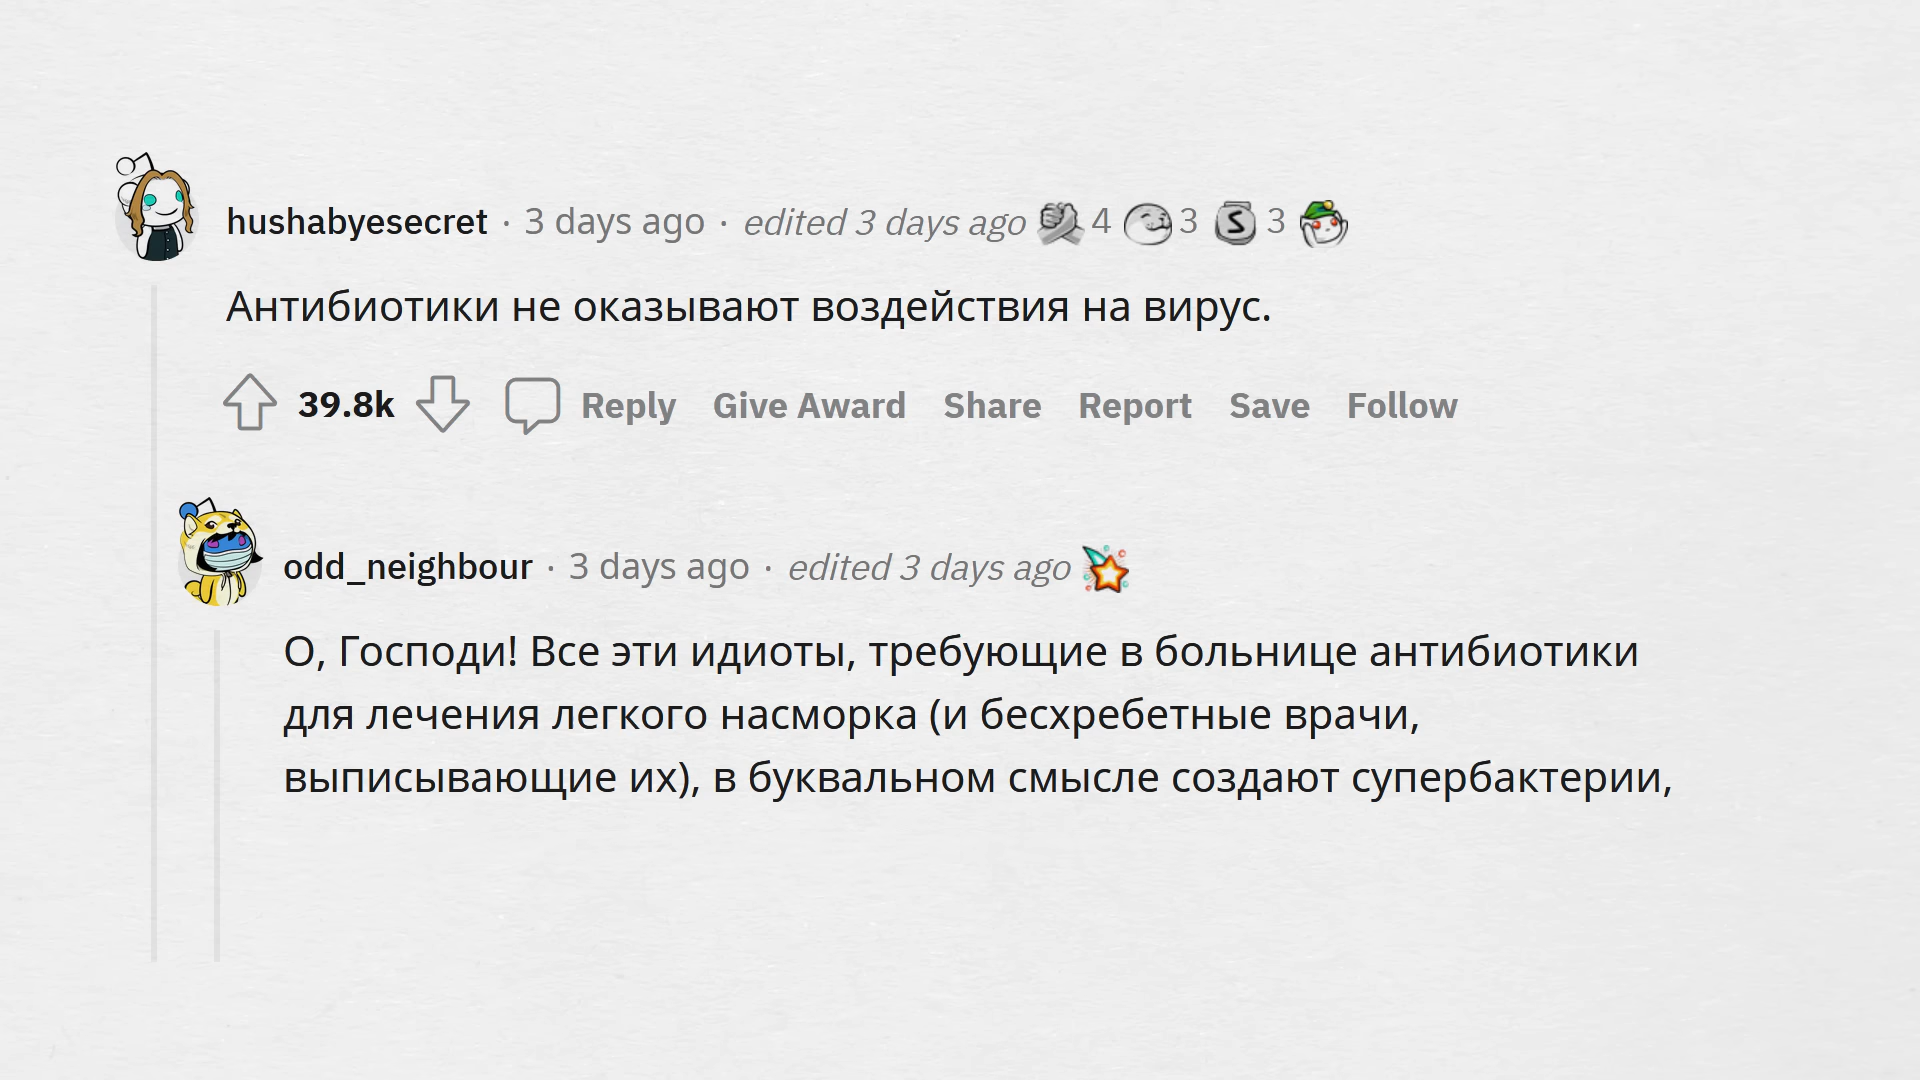 hushabyesecret · 3 days ago · edited 3 days ago 4 3 3
Антибиотики не оказывают воздействия на вирус.
39.8k Reply Give Award Share Report Save Follow
odd_neighbour · 3 days ago · edited 3 days ago
О, Господи! Все эти идиоты, требующие в больнице антибиотики
для лечения легкого насморка (и бесхребетные врачи,
выписывающие их), в буквальном смысле создают супербактерии,